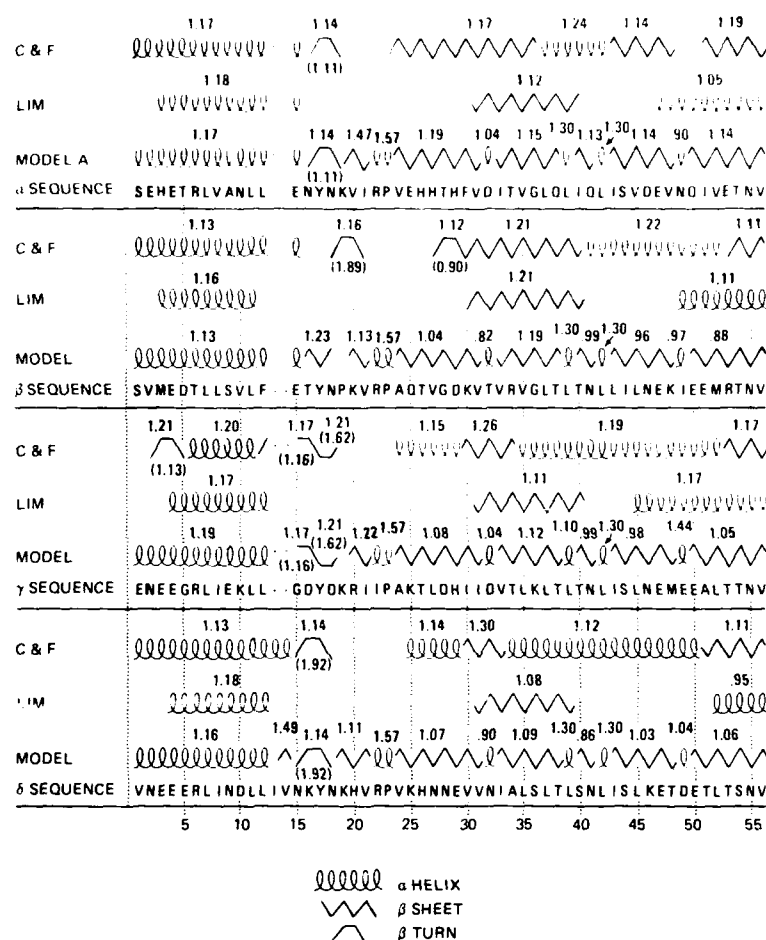 1.17 1.14 1.17 1.24 1.14 1.19
C & F
(1.11)
1 18 1.12 1.05
LIM
1.17 1.14 1.47 1.57 1.19 1.04 1.15 1.30 1.13 1.30 1.14 .90 1.14
MODEL A
(1.11)
α SEQUENCE SEHETRLVANLL ENYNKVIRPVEHHTHFVDITVGLQLIQLISVDEVNQIVETNV
1.13 1.16 1.12 1.21 1.22 1.11
C & F
(1.89) (0.90)
1.16 1.21 1.11
LIM
1.13 1.23 1.13 1.57 1.04 .82 1.19 1.30 .99 1.30 .96 .97 .88
MODEL
β SEQUENCE SVMEDTLLSVLF - - ETYNPKVRPAQTVGDKVTVRVGLTLTNLLILNEKIEEMRTNV
1.21 1.20 1.17 1.21 1.15 1.26 1.19 1.17
C & F
(1.13) (1.16) (1.62)
1.17 1.11 1.17
LIM
1.19 1.17 1.21 1.22 1.57 1.08 1.04 1.12 1.10 .99 1.30 .98 1.44 1.05
MODEL
(1.16) (1.62)
γ SEQUENCE ENEEGRLIEKLL - - GDYDKRIIPAKTLDHIIDVTLKLTLTNLISLNEMEEALTTNV
1.13 1.14 1.14 1.30 1.12 1.11
C & F
(1.92)
1.18 1.08 .95
LIM
1.16 1.49 1.14 1.11 1.57 1.07 .90 1.09 1.30 .86 1.30 1.03 1.04 1.06
MODEL
(1.92)
δ SEQUENCE VNEEERLINDLLIVNKYNKHVRPVKHNNEVVNIALSLTLSNLISLKETDETLTSNV
5 10 15 20 25 30 35 40 45 50 55
α HELIX
β SHEET
β TURN